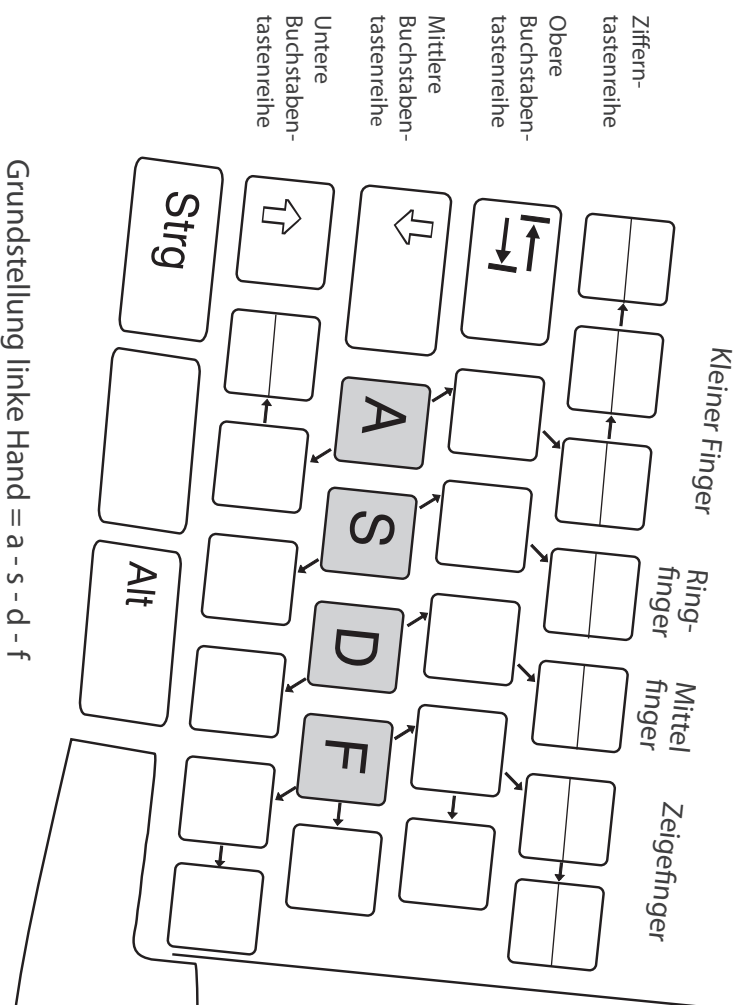 Kleiner Finger
Ring-
finger
Mittel
finger
Zeigefinger
Ziffern-
tastenreihe
Obere
Buchstaben-
tastenreihe
Mittlere
Buchstaben-
tastenreihe
A
S
D
F
Untere
Buchstaben-
tastenreihe
Strg
Alt
Grundstellung linke Hand = a - s - d - f